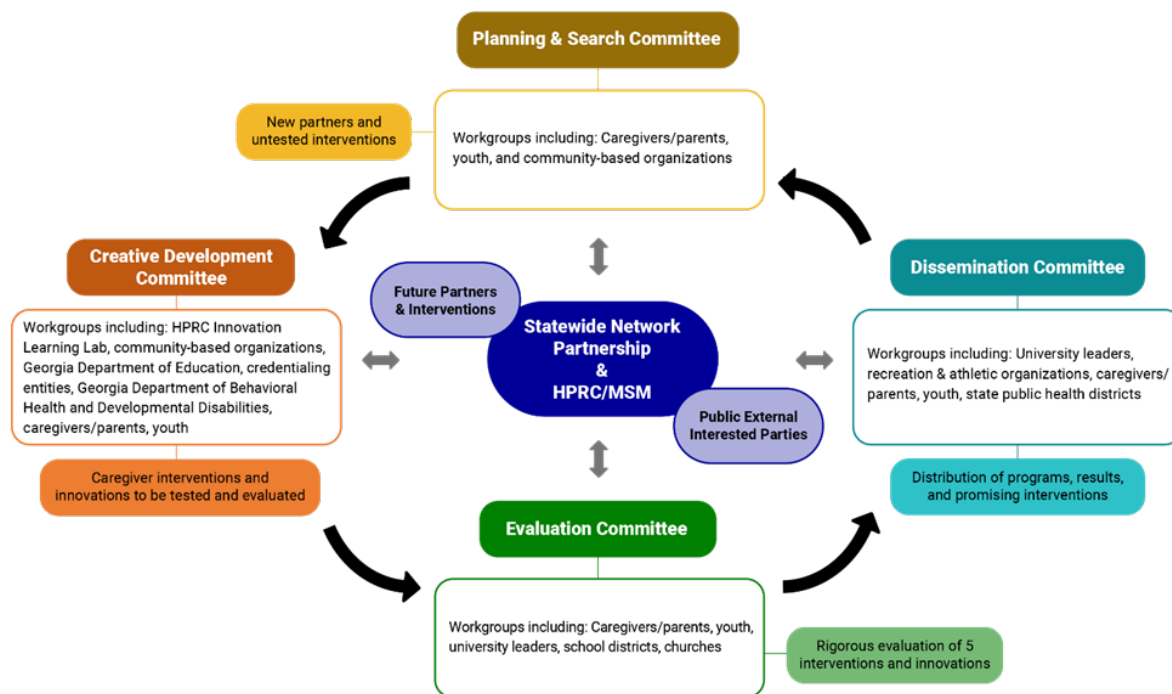 Planning & Search Committee
New partners and
untested interventions
Workgroups including: Caregivers/parents,
youth, and community-based organizations
Creative Development
Committee
Workgroups including: HPRC Innovation
Learning Lab, community-based organizations,
Georgia Department of Education, credentialing
entities, Georgia Department of Behavioral
Health and Developmental Disabilities,
caregivers/parents, youth
Caregiver interventions and
innovations to be tested and evaluated
Future Partners
& Interventions
Statewide Network
Partnership
&
HPRC/MSM
Public External
Interested Parties
Dissemination Committee
Workgroups including: University leaders,
recreation & athletic organizations, caregivers/
parents, youth, state public health districts
Distribution of programs, results,
and promising interventions
Evaluation Committee
Workgroups including: Caregivers/parents, youth,
university leaders, school districts, churches
Rigorous evaluation of 5
interventions and innovations